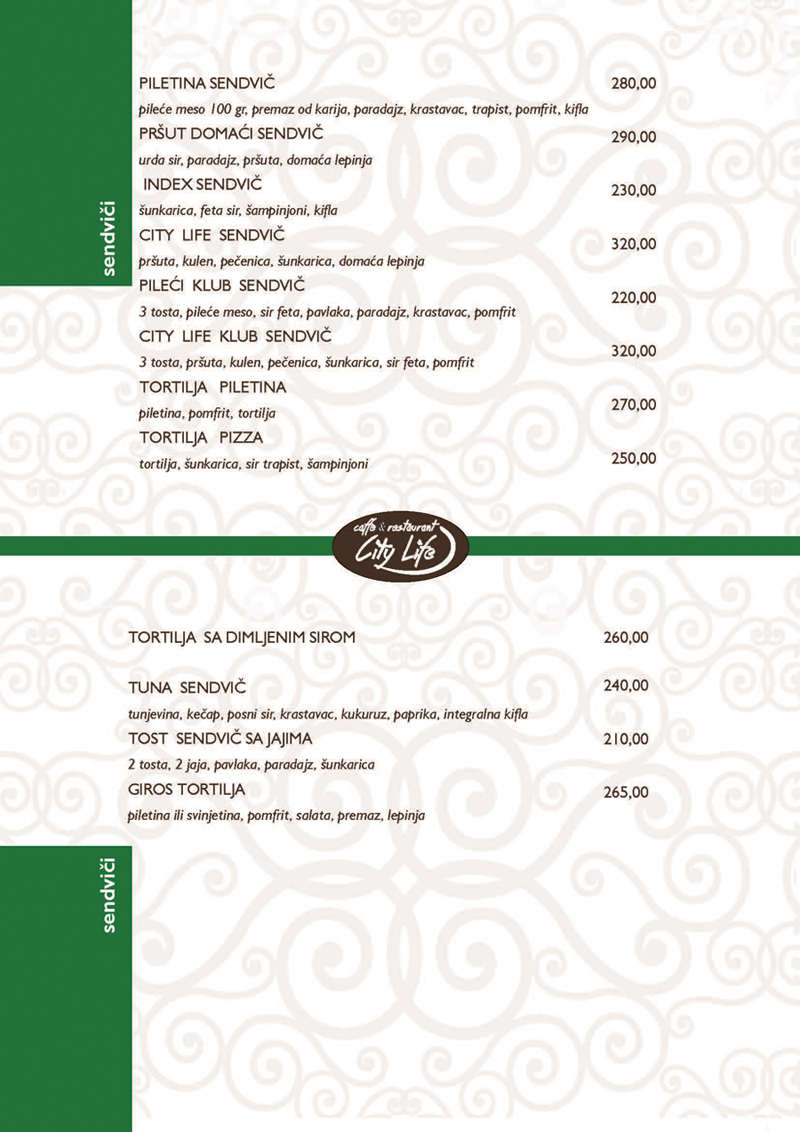 PILETINA SENDVIČ 280,00
pileće meso 100 gr, premaz od karija, paradajz, krastavac, trapist, pomfrit, kifla
PRŠUT DOMAĆI SENDVIČ 290,00
urda sir, paradajz, pršuta, domaća lepinja
INDEX SENDVIČ 230,00
šunkarica, feta sir, šampinjoni, kifla
CITY LIFE SENDVIČ 320,00
pršuta, kulen, pečenica, šunkarica, domaća lepinja
PILEĆI KLUB SENDVIČ 220,00
3 tosta, pileće meso, sir feta, pavlaka, paradajz, krastavac, pomfrit
CITY LIFE KLUB SENDVIČ 320,00
3 tosta, pršuta, kulen, pečenica, šunkarica, sir feta, pomfrit
TORTILJA PILETINA 270,00
piletina, pomfrit, tortilja
TORTILJA PIZZA 250,00
tortilja, šunkarica, sir trapist, šampinjoni
sendviči
caffe & restaurant
City Life
TORTILJA SA DIMLJENIM SIROM 260,00
TUNA SENDVIČ 240,00
tunjevina, kečap, posni sir, krastavac, kukuruz, paprika, integralna kifla
TOST SENDVIČ SA JAJIMA 210,00
2 tosta, 2 jaja, pavlaka, paradajz, šunkarica
GIROS TORTILJA 265,00
piletina ili svinjetina, pomfrit, salata, premaz, lepinja
sendviči